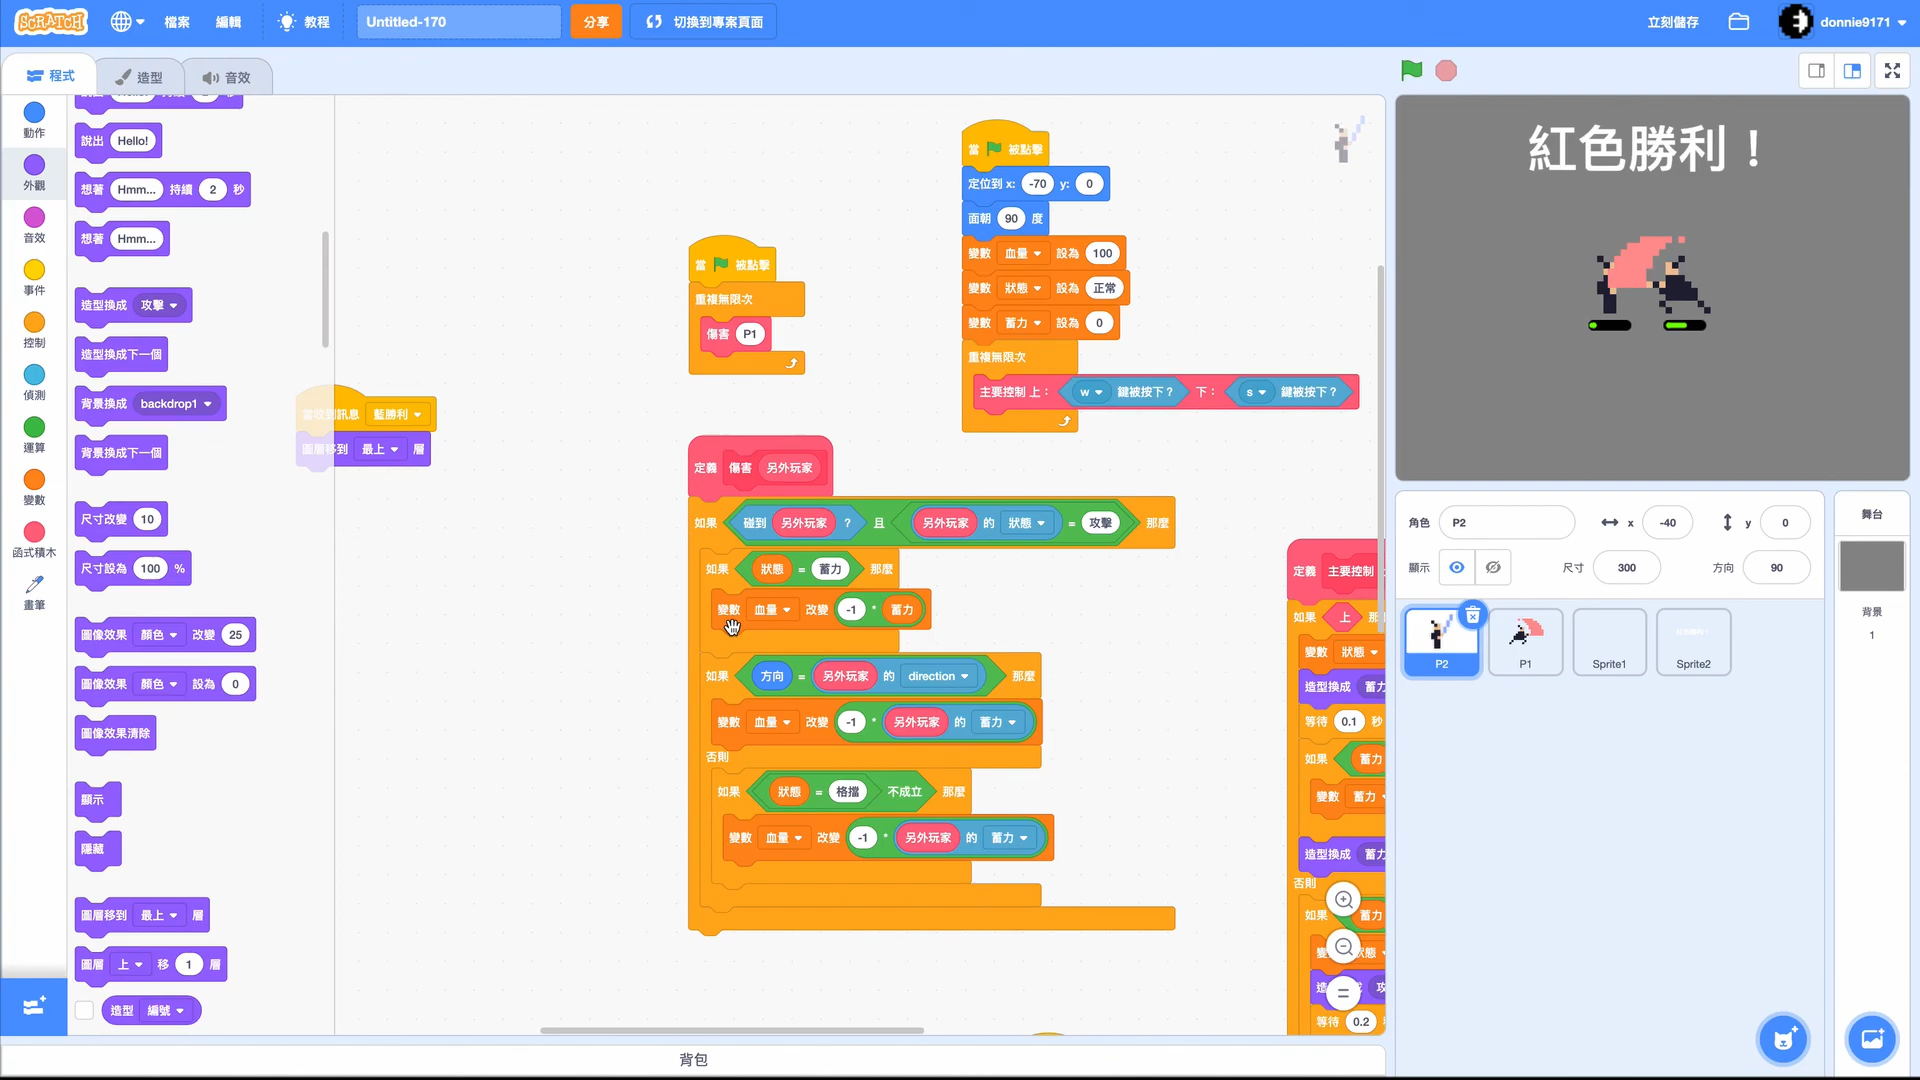 SCRATCH
檔案
編輯
教程
Untitled-170
分享
切換到專案頁面
立刻儲存
donnie9171
程式
造型
音效
動作
外觀
音效
事件
控制
偵測
運算
變數
函式積木
畫筆
說出 Hello!
想著 Hmm... 持續 2 秒
想著 Hmm...
造型換成 攻擊
造型換成下一個
背景換成 backdrop1
背景換成下一個
尺寸改變 10
尺寸設為 100 %
圖像效果 顏色 改變 25
圖像效果 顏色 設為 0
圖像效果清除
顯示
隱藏
圖層移到 最上 層
圖層 上 移 1 層
造型 編號
當收到訊息 藍勝利
圖層移到 最上 層
當 被點擊
重複無限次
傷害 P1
當 被點擊
定位到 x: -70 y: 0
面朝 90 度
變數 血量 設為 100
變數 狀態 設為 正常
變數 蓄力 設為 0
重複無限次
主要控制 上： w 鍵被按下？ 下： s 鍵被按下？
定義 傷害 另外玩家
如果 碰到 另外玩家 ？ 且 另外玩家 的 狀態 = 攻擊 那麼
如果 狀態 = 蓄力 那麼
變數 血量 改變 -1 * 蓄力
如果 方向 = 另外玩家 的 direction 那麼
變數 血量 改變 -1 * 另外玩家 的 蓄力
否則
如果 狀態 = 格擋 不成立 那麼
變數 血量 改變 -1 * 另外玩家 的 蓄力
定義 主要控制
如果 上
變數 狀態
造型換成 蓄力
等待 0.1 秒
如果 蓄力
變數 蓄力
造型換成 蓄力
否則
如果 蓄力
等待 0.2
背包
紅色勝利！
角色 P2 x -40 y 0
顯示 尺寸 300 方向 90
P2
P1
Sprite1
Sprite2
舞台
背景
1